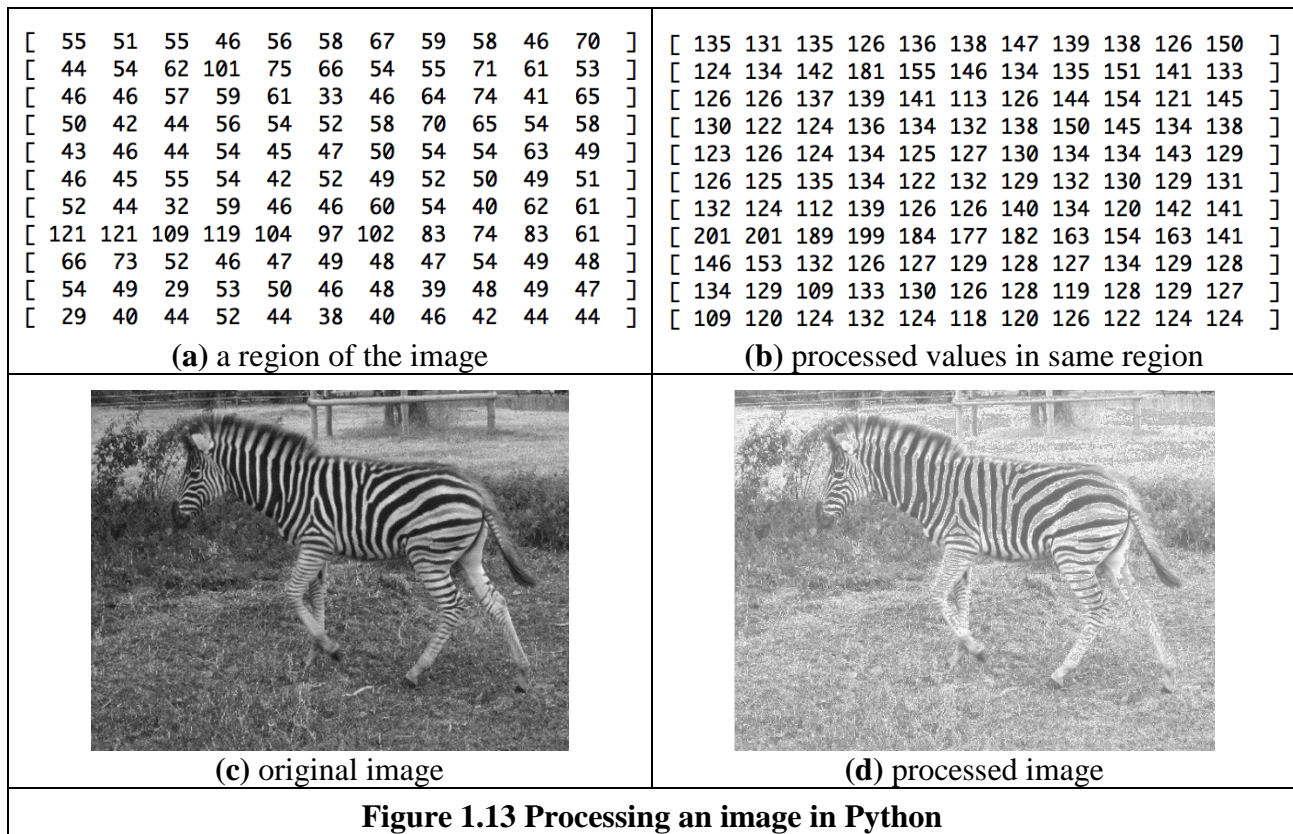 [ 55 51 55 46 56 58 67 59 58 46 70 ]
[ 44 54 62 101 75 66 54 55 71 61 53 ]
[ 46 46 57 59 61 33 46 64 74 41 65 ]
[ 50 42 44 56 54 52 58 70 65 54 58 ]
[ 43 46 44 54 45 47 50 54 54 63 49 ]
[ 46 45 55 54 42 52 49 52 50 49 51 ]
[ 52 44 32 59 46 46 60 54 40 62 61 ]
[ 121 121 109 119 104 97 102 83 74 83 61 ]
[ 66 73 52 46 47 49 48 47 54 49 48 ]
[ 54 49 29 53 50 46 48 39 48 49 47 ]
[ 29 40 44 52 44 38 40 46 42 44 44 ]
(a) a region of the image
[ 135 131 135 126 136 138 147 139 138 126 150 ]
[ 124 134 142 181 155 146 134 135 151 141 133 ]
[ 126 126 137 139 141 113 126 144 154 121 145 ]
[ 130 122 124 136 134 132 138 150 145 134 138 ]
[ 123 126 124 134 125 127 130 134 134 143 129 ]
[ 126 125 135 134 122 132 129 132 130 129 131 ]
[ 132 124 112 139 126 126 140 134 120 142 141 ]
[ 201 201 189 199 184 177 182 163 154 163 141 ]
[ 146 153 132 126 127 129 128 127 134 129 128 ]
[ 134 129 109 133 130 126 128 119 128 129 127 ]
[ 109 120 124 132 124 118 120 126 122 124 124 ]
(b) processed values in same region
(c) original image
(d) processed image
Figure 1.13 Processing an image in Python